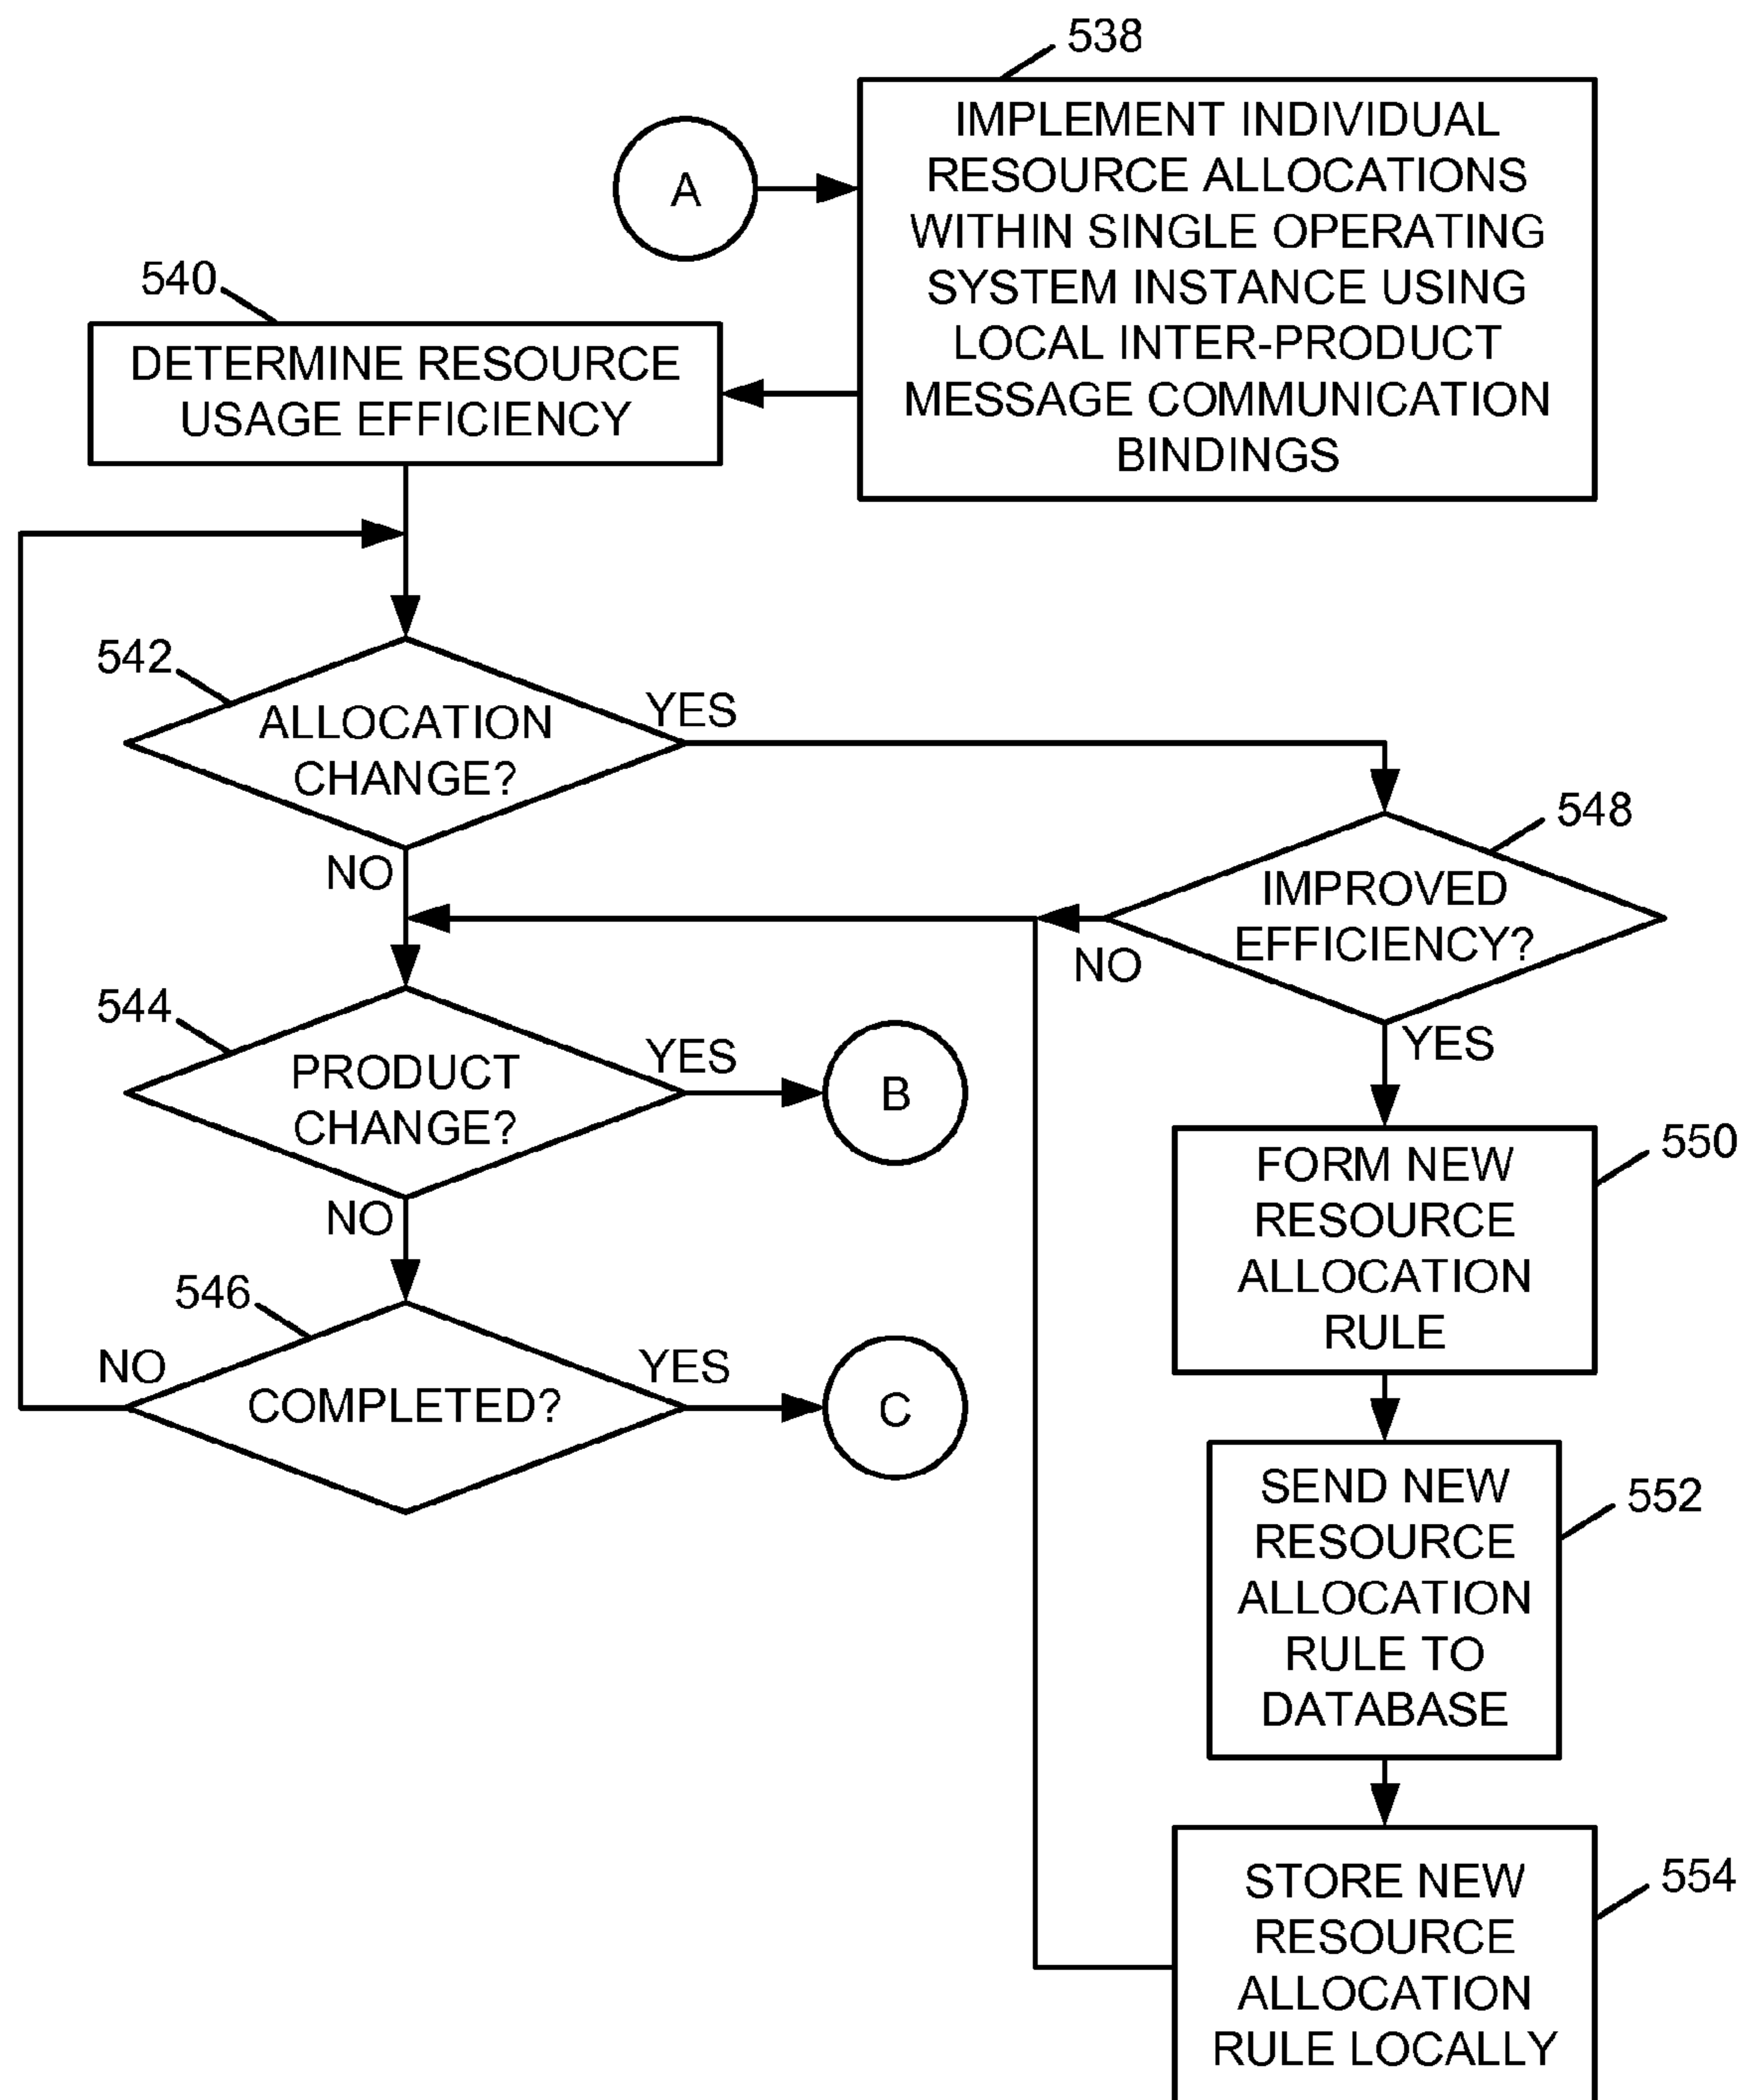 538
A
IMPLEMENT INDIVIDUAL
RESOURCE ALLOCATIONS
WITHIN SINGLE OPERATING
SYSTEM INSTANCE USING
LOCAL INTER-PRODUCT
MESSAGE COMMUNICATION
BINDINGS
540
DETERMINE RESOURCE
USAGE EFFICIENCY
542
ALLOCATION
CHANGE?
YES
NO
548
IMPROVED
EFFICIENCY?
NO
YES
544
PRODUCT
CHANGE?
YES
B
NO
546
COMPLETED?
NO
YES
C
550
FORM NEW
RESOURCE
ALLOCATION
RULE
552
SEND NEW
RESOURCE
ALLOCATION
RULE TO
DATABASE
554
STORE NEW
RESOURCE
ALLOCATION
RULE LOCALLY